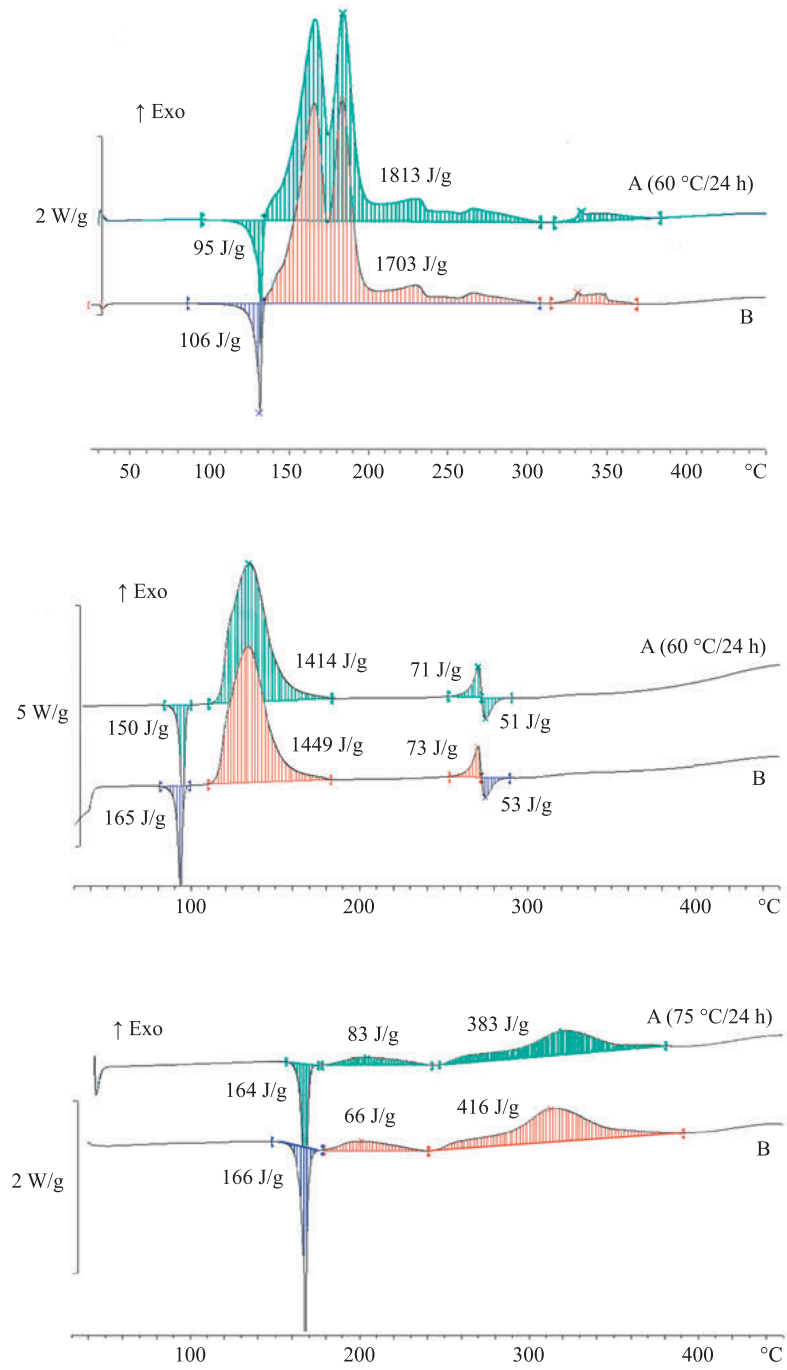 ↑ Exo
1813 J/g
A (60 °C/24 h)
2 W/g
95 J/g
1703 J/g
B
106 J/g
50 100 150 200 250 300 350 400 °C
↑ Exo
1414 J/g
71 J/g
A (60 °C/24 h)
5 W/g
150 J/g
51 J/g
1449 J/g
73 J/g
B
165 J/g
53 J/g
100 200 300 400 °C
↑ Exo
83 J/g
383 J/g
A (75 °C/24 h)
164 J/g
66 J/g
416 J/g
B
2 W/g
166 J/g
100 200 300 400 °C